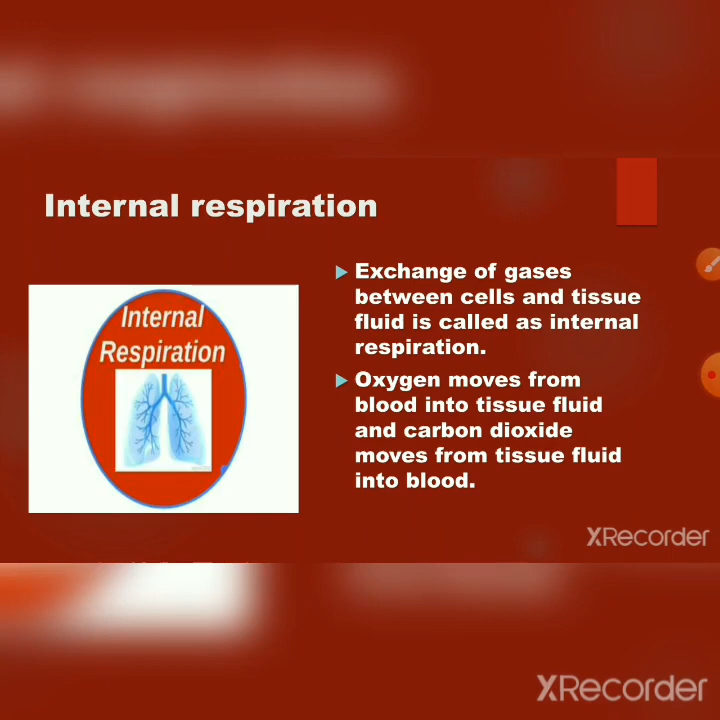 Internal respiration
Internal
Respiration
Exchange of gases
between cells and tissue
fluid is called as internal
respiration.
Oxygen moves from
blood into tissue fluid
and carbon dioxide
moves from tissue fluid
into blood.
XRecorder
XRecorder